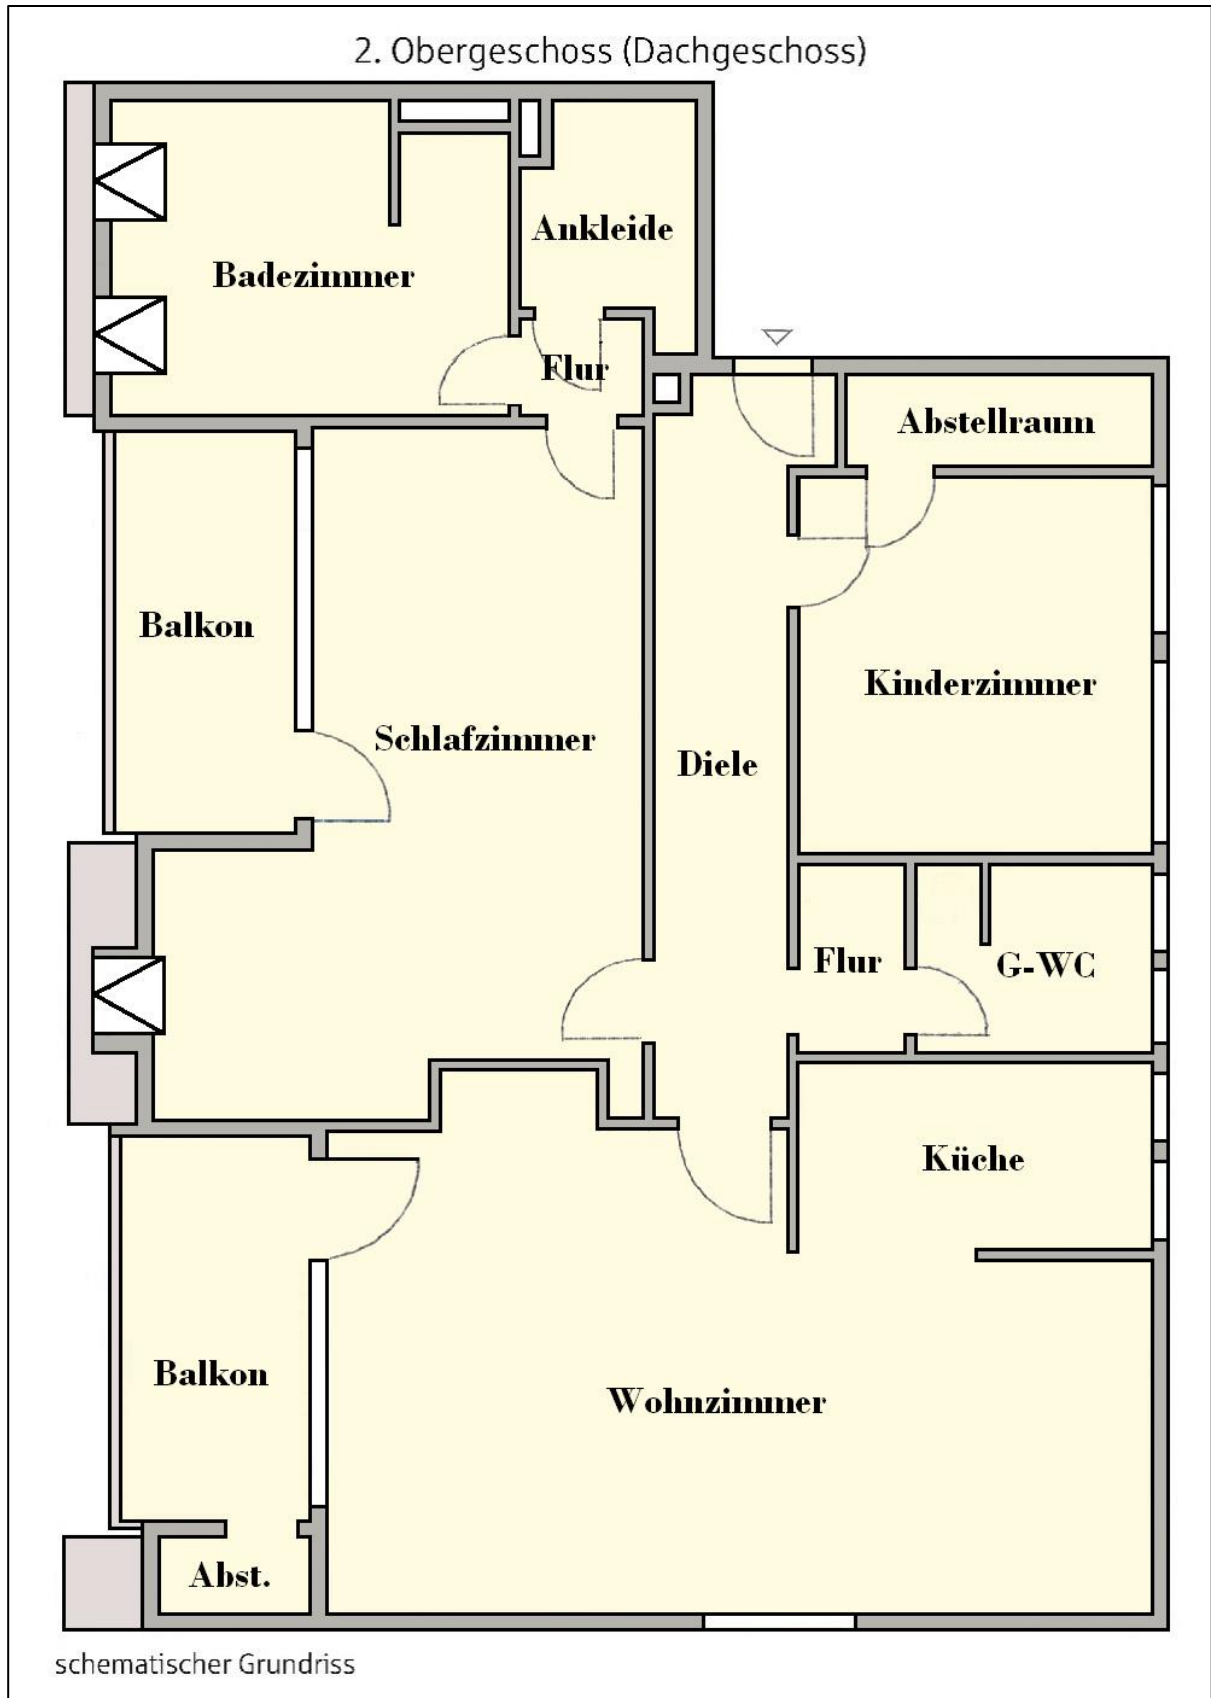 2. Obergeschoss (Dachgeschoss)
Ankleide
Badezimmer
Flur
Abstellraum
Balkon
Kinderzimmer
Schlafzimmer
Diele
Flur
G-WC
Küche
Balkon
Wohnzimmer
Abst.
schematischer Grundriss